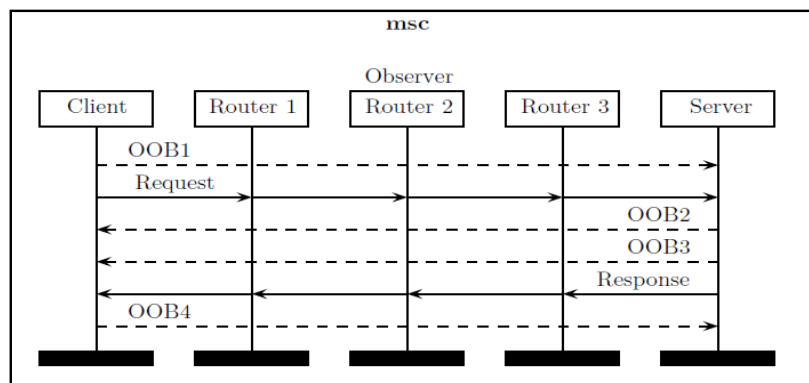 msc
Observer
Client Router 1 Router 2 Router 3 Server
OOB1
Request
OOB2
OOB3
Response
OOB4